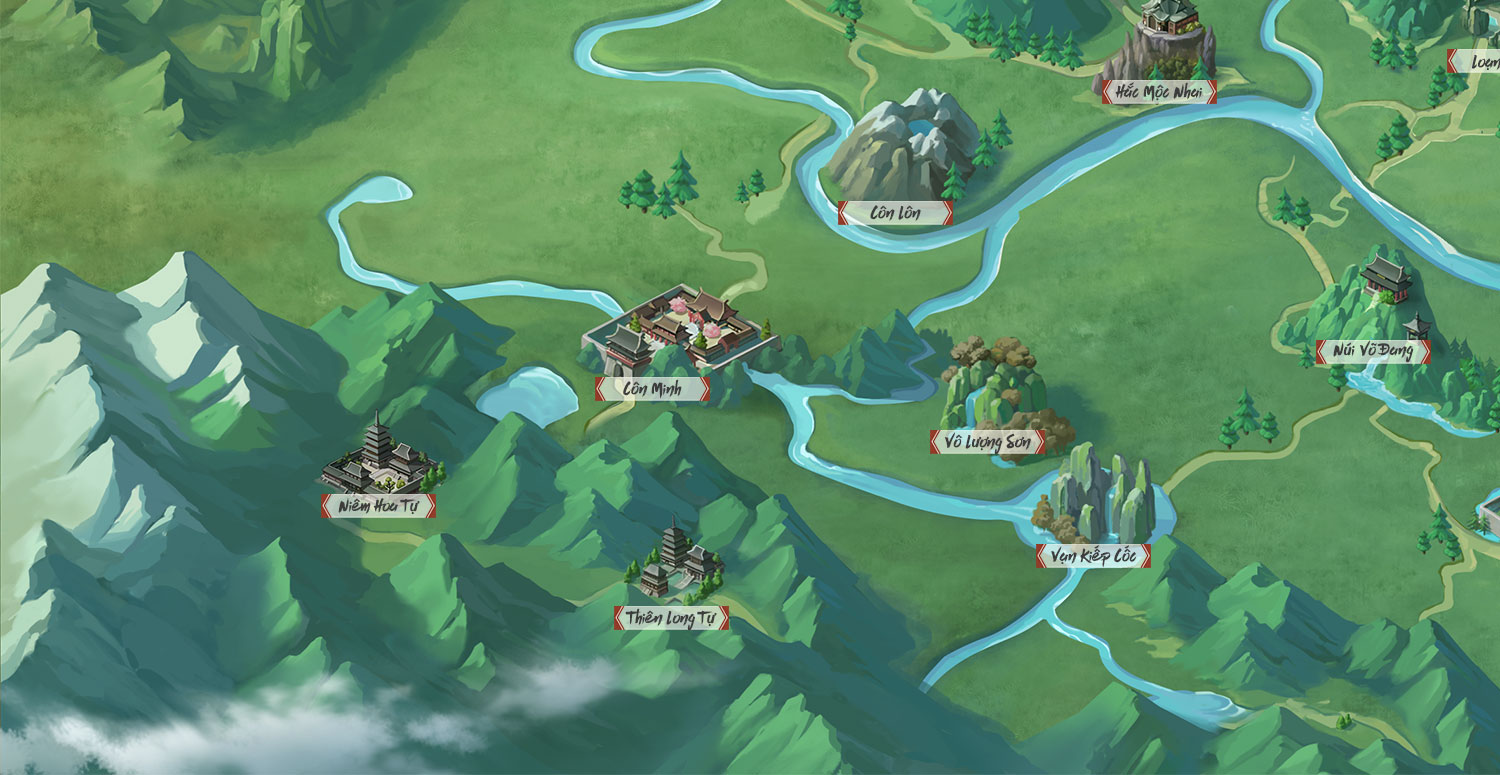 Loạn
Hắc Mộc Nhai
Côn Lôn
Núi Võ Đang
Côn Minh
Vô Lượng Sơn
Niêm Hoa Tự
Vạn Kiếp Cốc
Thiên Long Tự